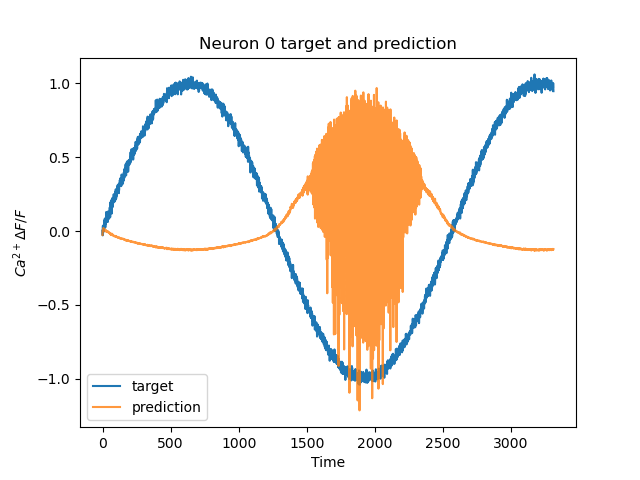 Neuron 0 target and prediction
1.0
0.5
0.0
−0.5
−1.0
Ca²⁺ ΔF/F
target
prediction
0 500 1000 1500 2000 2500 3000
Time